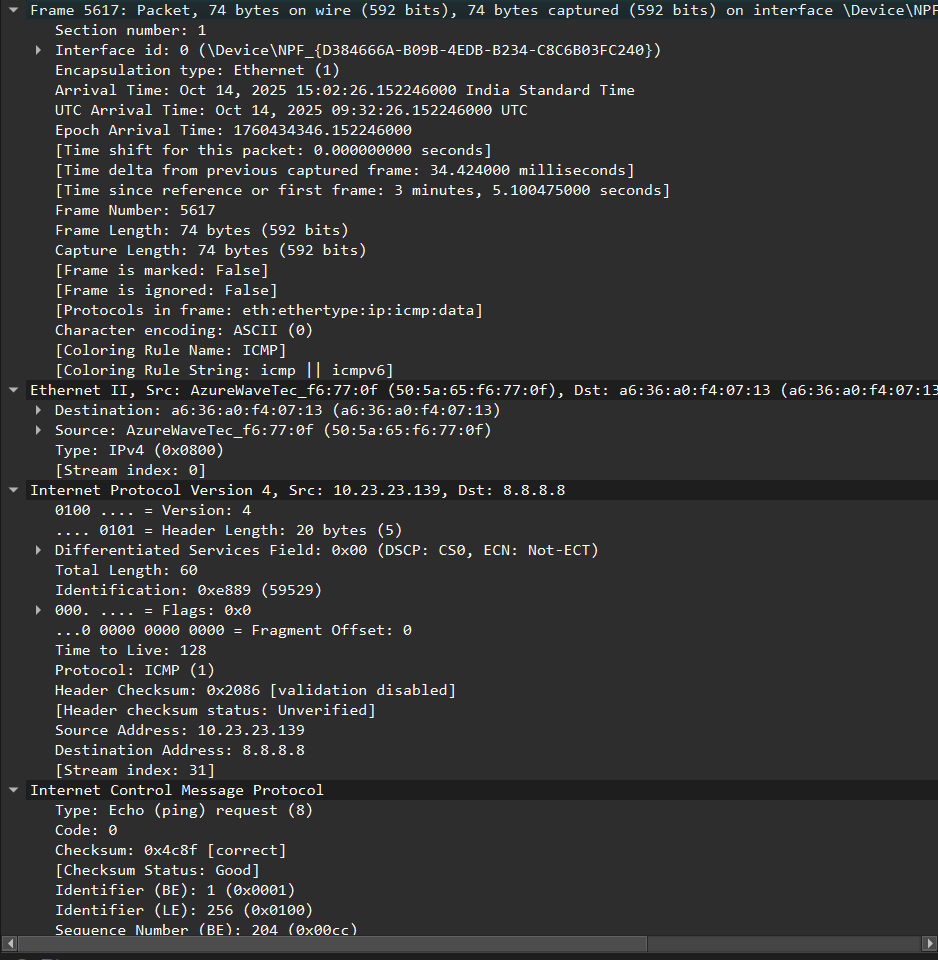 Frame 5617: Packet, 74 bytes on wire (592 bits), 74 bytes captured (592 bits) on interface \Device\NPF
Section number: 1
Interface id: 0 (\Device\NPF_{D384666A-B09B-4EDB-B234-C8C6B03FC240})
Encapsulation type: Ethernet (1)
Arrival Time: Oct 14, 2025 15:02:26.152246000 India Standard Time
UTC Arrival Time: Oct 14, 2025 09:32:26.152246000 UTC
Epoch Arrival Time: 1760434346.152246000
[Time shift for this packet: 0.000000000 seconds]
[Time delta from previous captured frame: 34.424000 milliseconds]
[Time since reference or first frame: 3 minutes, 5.100475000 seconds]
Frame Number: 5617
Frame Length: 74 bytes (592 bits)
Capture Length: 74 bytes (592 bits)
[Frame is marked: False]
[Frame is ignored: False]
[Protocols in frame: eth:ethertype:ip:icmp:data]
Character encoding: ASCII (0)
[Coloring Rule Name: ICMP]
[Coloring Rule String: icmp || icmpv6]
Ethernet II, Src: AzureWaveTec_f6:77:0f (50:5a:65:f6:77:0f), Dst: a6:36:a0:f4:07:13 (a6:36:a0:f4:07:13
Destination: a6:36:a0:f4:07:13 (a6:36:a0:f4:07:13)
Source: AzureWaveTec_f6:77:0f (50:5a:65:f6:77:0f)
Type: IPv4 (0x0800)
[Stream index: 0]
Internet Protocol Version 4, Src: 10.23.23.139, Dst: 8.8.8.8
0100 .... = Version: 4
.... 0101 = Header Length: 20 bytes (5)
Differentiated Services Field: 0x00 (DSCP: CS0, ECN: Not-ECT)
Total Length: 60
Identification: 0xe889 (59529)
000. .... = Flags: 0x0
...0 0000 0000 0000 = Fragment Offset: 0
Time to Live: 128
Protocol: ICMP (1)
Header Checksum: 0x2086 [validation disabled]
[Header checksum status: Unverified]
Source Address: 10.23.23.139
Destination Address: 8.8.8.8
[Stream index: 31]
Internet Control Message Protocol
Type: Echo (ping) request (8)
Code: 0
Checksum: 0x4c8f [correct]
[Checksum Status: Good]
Identifier (BE): 1 (0x0001)
Identifier (LE): 256 (0x0100)
Sequence Number (BE): 204 (0x00cc)